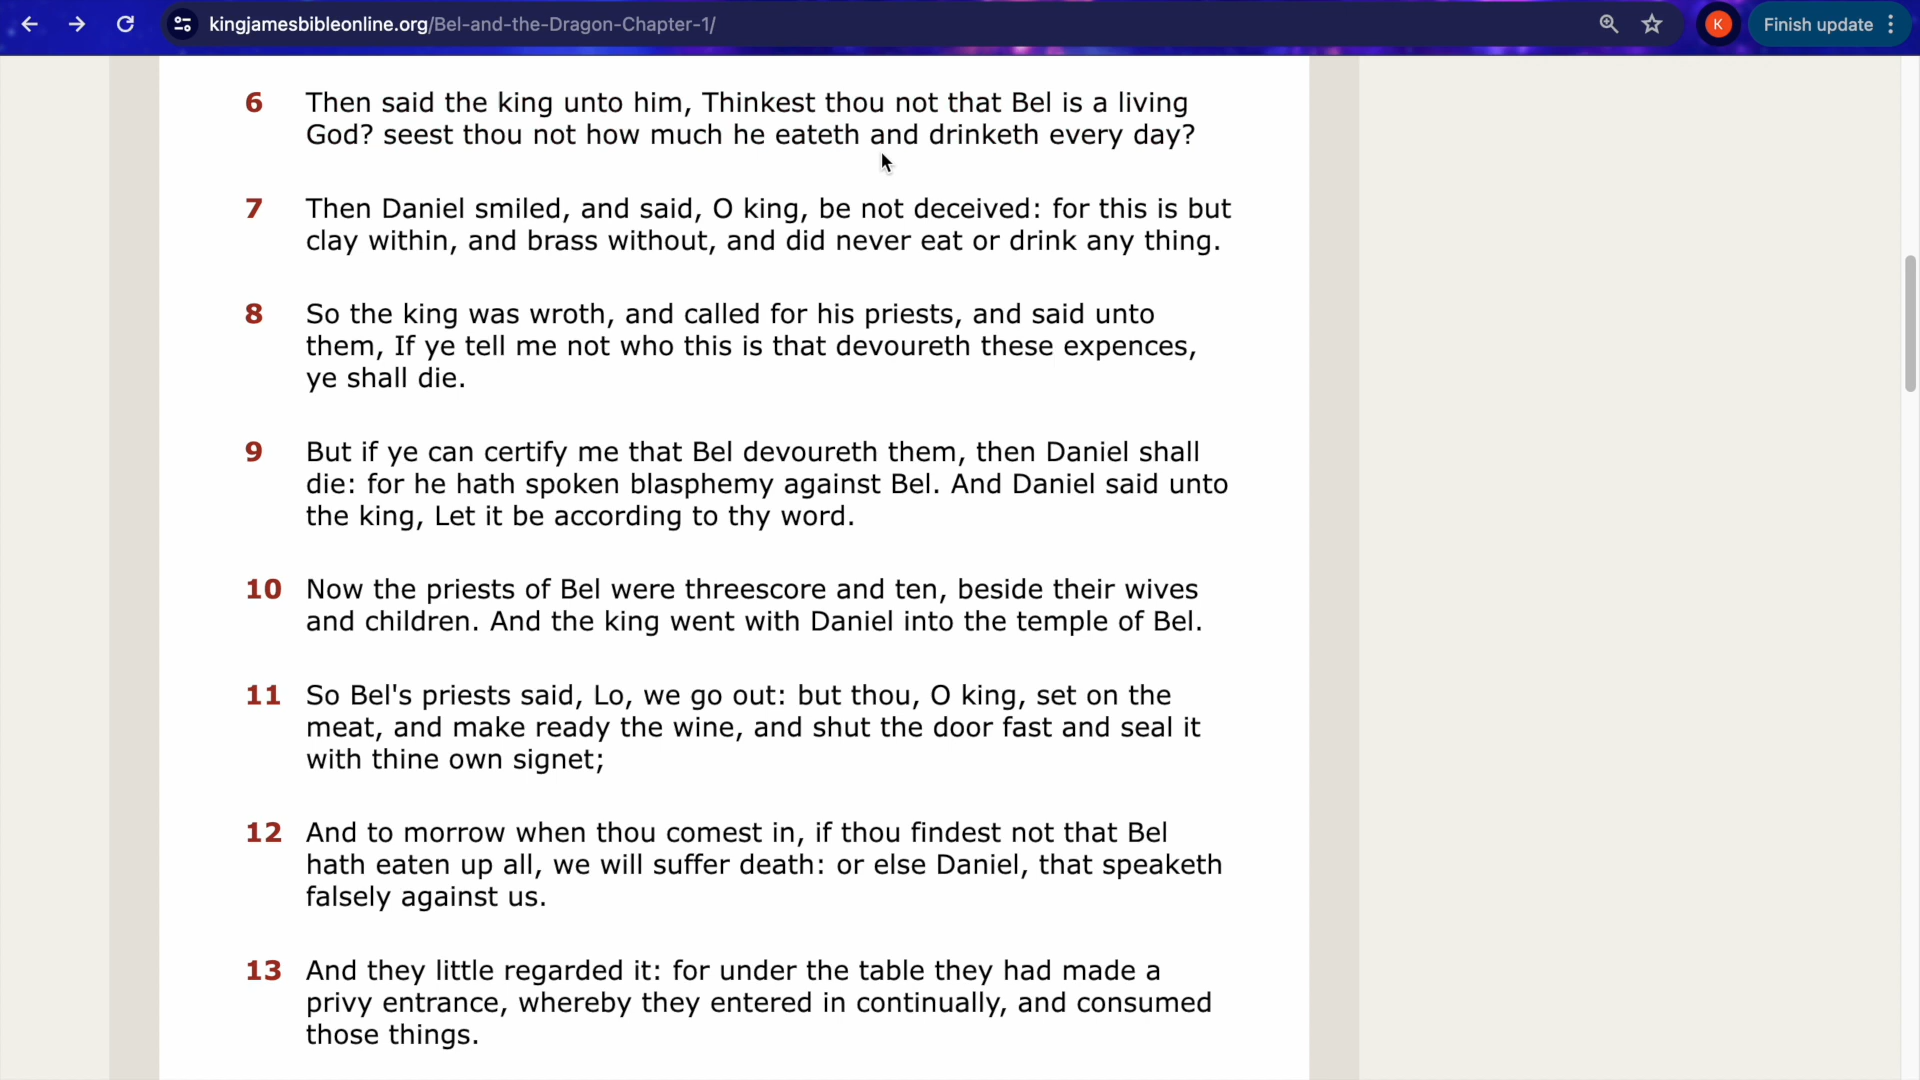 kingjamesbibleonline.org/Bel-and-the-Dragon-Chapter-1/
K
Finish update
6 Then said the king unto him, Thinkest thou not that Bel is a living
God? seest thou not how much he eateth and drinketh every day?
7 Then Daniel smiled, and said, O king, be not deceived: for this is but
clay within, and brass without, and did never eat or drink any thing.
8 So the king was wroth, and called for his priests, and said unto
them, If ye tell me not who this is that devoureth these expences,
ye shall die.
9 But if ye can certify me that Bel devoureth them, then Daniel shall
die: for he hath spoken blasphemy against Bel. And Daniel said unto
the king, Let it be according to thy word.
10 Now the priests of Bel were threescore and ten, beside their wives
and children. And the king went with Daniel into the temple of Bel.
11 So Bel's priests said, Lo, we go out: but thou, O king, set on the
meat, and make ready the wine, and shut the door fast and seal it
with thine own signet;
12 And to morrow when thou comest in, if thou findest not that Bel
hath eaten up all, we will suffer death: or else Daniel, that speaketh
falsely against us.
13 And they little regarded it: for under the table they had made a
privy entrance, whereby they entered in continually, and consumed
those things.